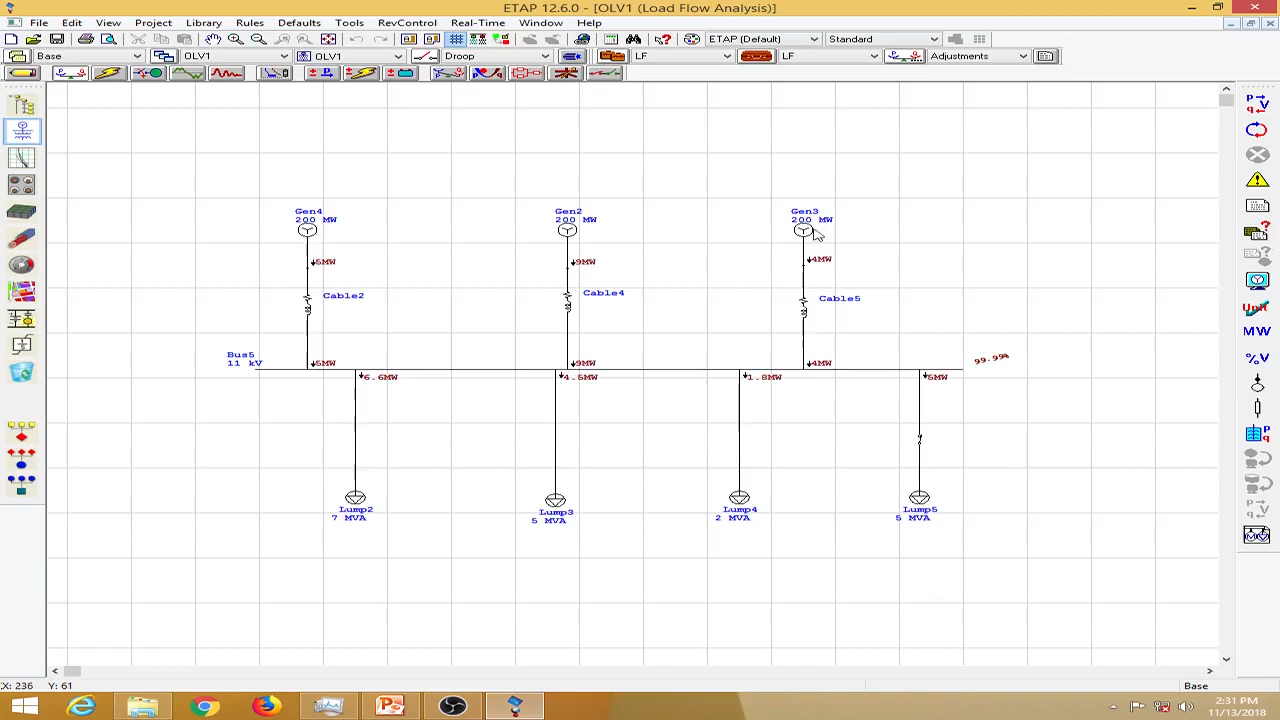 ETAP 12.6.0 - [OLV1 (Load Flow Analysis)]
File Edit View Project Library Rules Defaults Tools RevControl Real-Time Window Help
ETAP (Default) Standard
Base OLV1 OLV1 Droop LF LF Adjustments
Gen4
200 MW
Gen2
200 MW
Gen3
200 MW
5MW
9MW
4MW
Cable2
Cable4
Cable5
Bus5
11 kV
5MW
9MW
4MW
99.99%
6.6MW
4.5MW
1.8MW
5MW
Lump2
7 MVA
Lump3
5 MVA
Lump4
2 MVA
Lump5
5 MVA
MW
%V
X: 236 Y: 61
Base
2:31 PM
11/13/2018